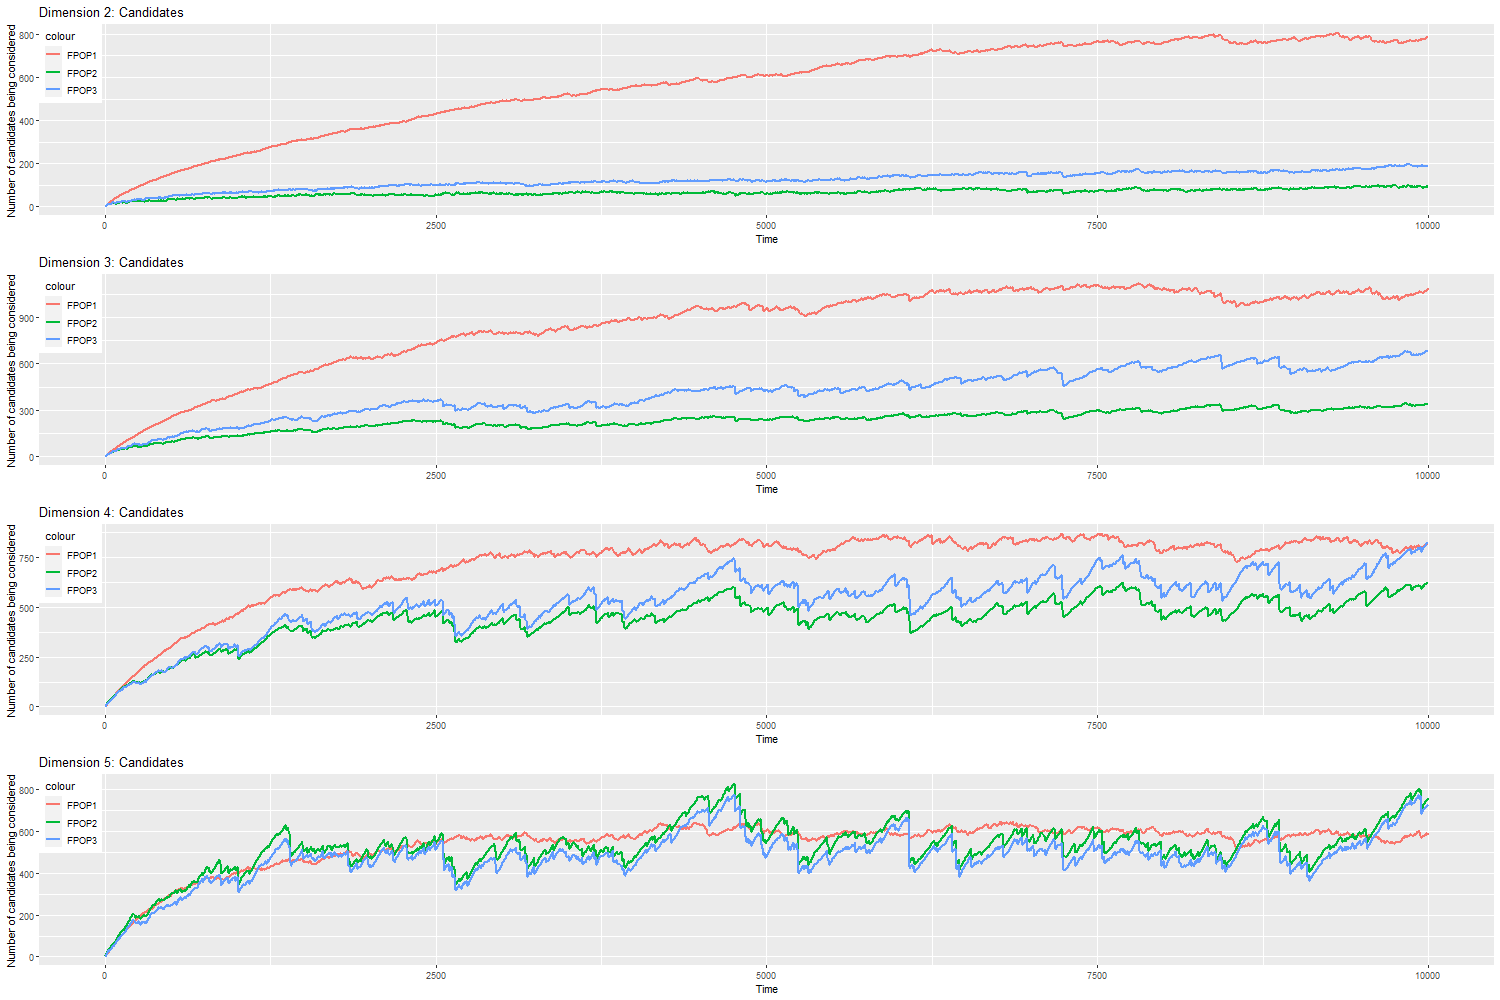 Dimension 2: Candidates
Number of candidates being considered
800
600
400
200
0
colour
FPOP1
FPOP2
FPOP3
0 2500 5000 7500 10000
Time
Dimension 3: Candidates
Number of candidates being considered
900
600
300
0
colour
FPOP1
FPOP2
FPOP3
0 2500 5000 7500 10000
Time
Dimension 4: Candidates
Number of candidates being considered
750
500
250
0
colour
FPOP1
FPOP2
FPOP3
0 2500 5000 7500 10000
Time
Dimension 5: Candidates
Number of candidates being considered
800
600
400
200
0
colour
FPOP1
FPOP2
FPOP3
0 2500 5000 7500 10000
Time